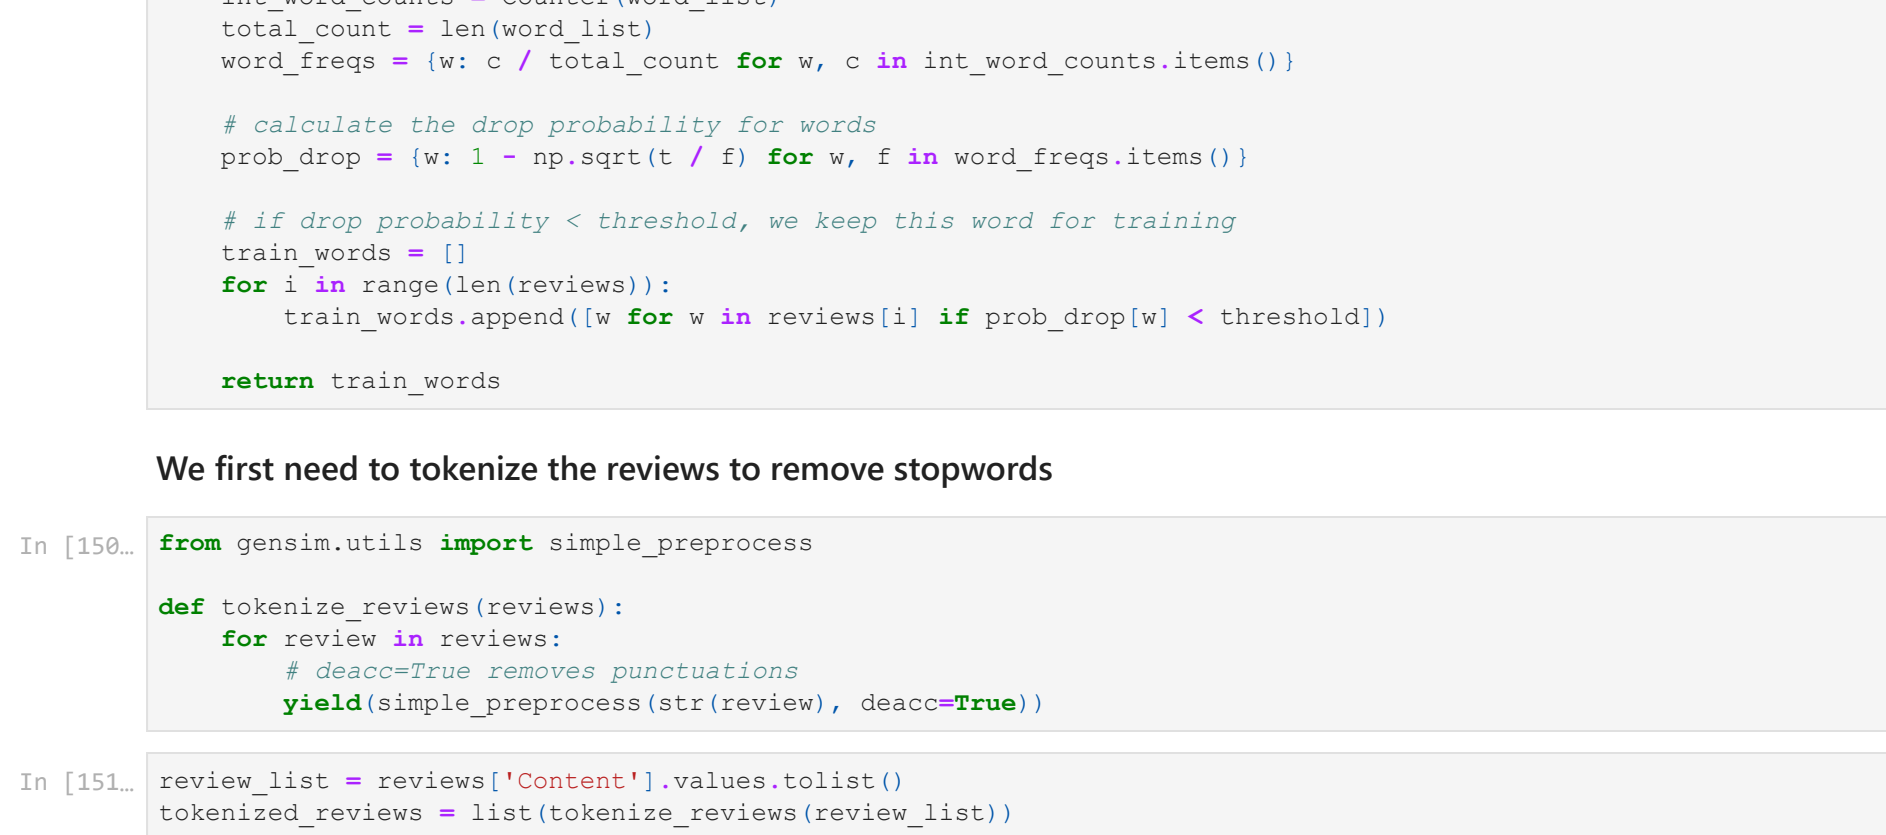 int_word_counts = Counter(word_list)
total_count = len(word_list)
word_freqs = {w: c / total_count for w, c in int_word_counts.items()}
# calculate the drop probability for words
prob_drop = {w: 1 - np.sqrt(t / f) for w, f in word_freqs.items()}
# if drop probability < threshold, we keep this word for training
train_words = []
for i in range(len(reviews)):
train_words.append([w for w in reviews[i] if prob_drop[w] < threshold])
return train_words
We first need to tokenize the reviews to remove stopwords
In [150… from gensim.utils import simple_preprocess
def tokenize_reviews(reviews):
for review in reviews:
# deacc=True removes punctuations
yield(simple_preprocess(str(review), deacc=True))
In [151… review_list = reviews['Content'].values.tolist()
tokenized_reviews = list(tokenize_reviews(review_list))